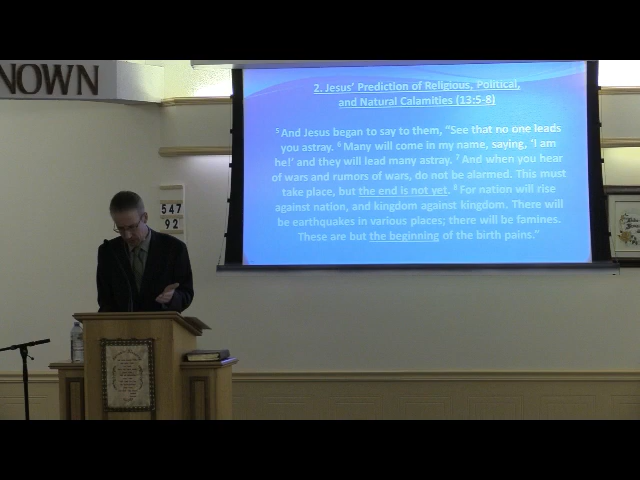 NOWN
2. Jesus' Prediction of Religious, Political,
and Natural Calamities (13:5-8)
5 And Jesus began to say to them, "See that no one leads
you astray. 6 Many will come in my name, saying, 'I am
he!' and they will lead many astray. 7 And when you hear
of wars and rumors of wars, do not be alarmed. This must
take place, but the end is not yet. 8 For nation will rise
against nation, and kingdom against kingdom. There will
be earthquakes in various places; there will be famines.
These are but the beginning of the birth pains."
547
92